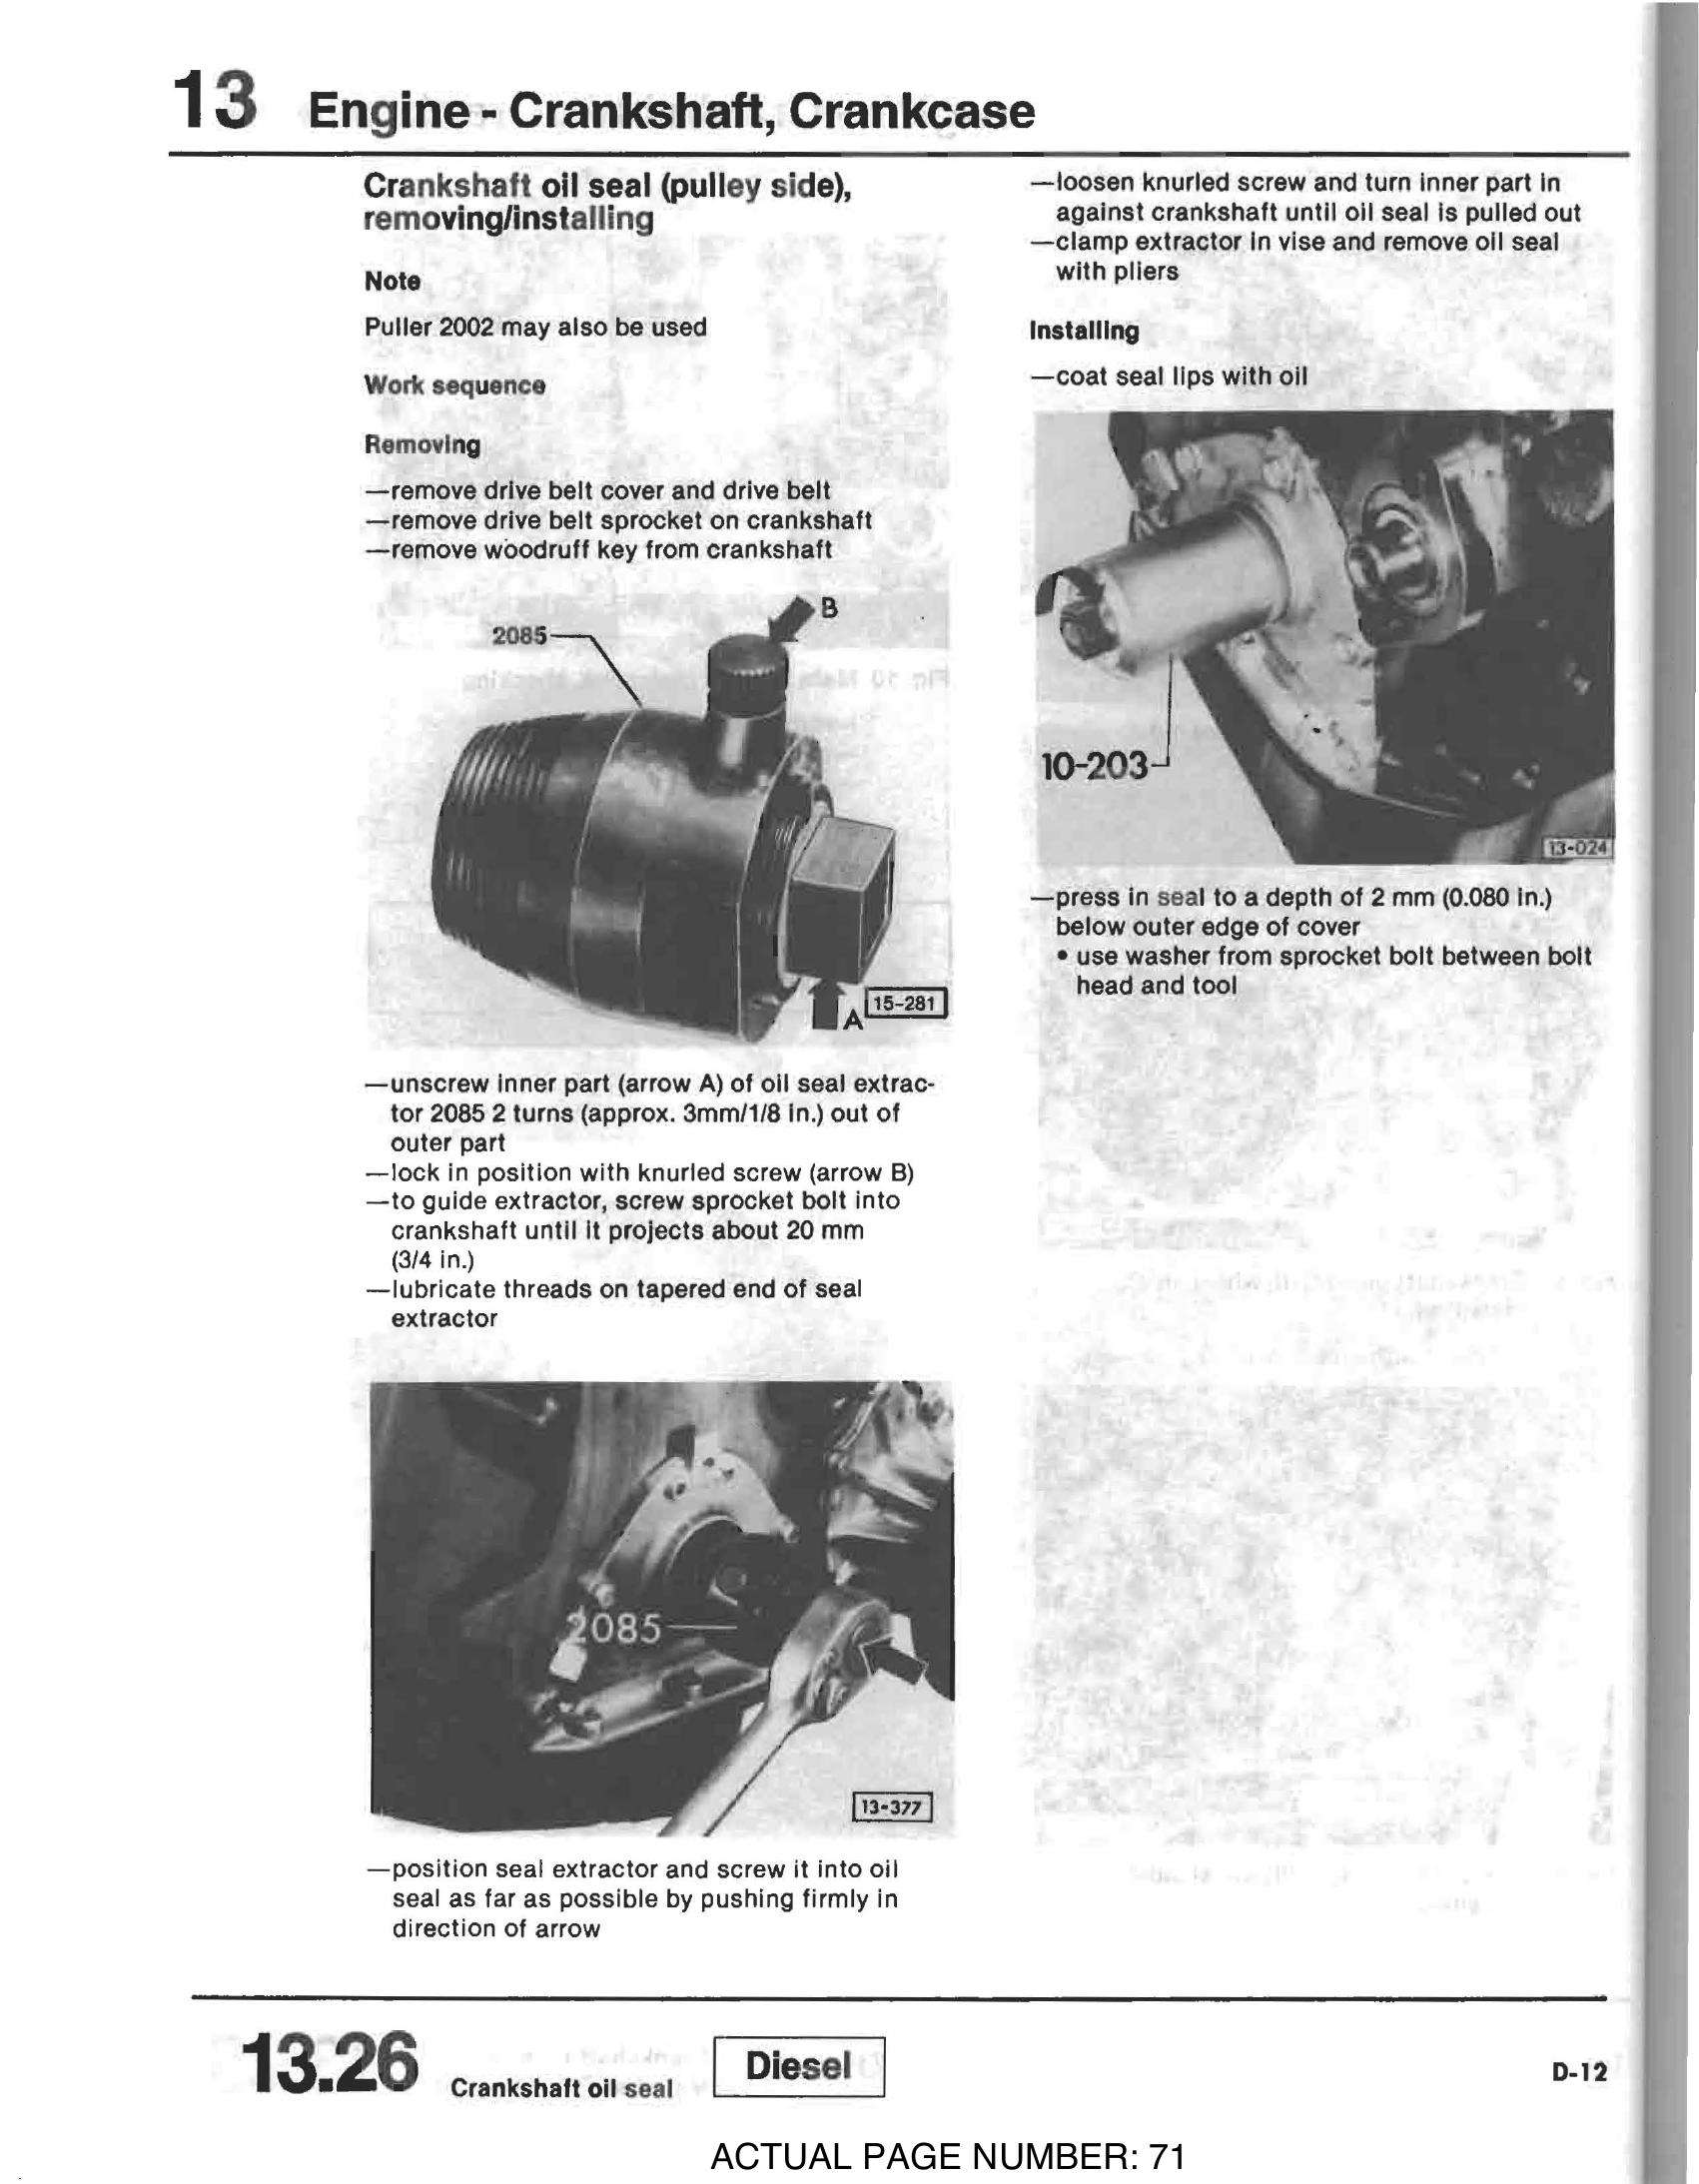 13 Engine - Crankshaft, Crankcase
Crankshaft oil seal (pulley side),
removing/installing
Note
Puller 2002 may also be used
Work sequence
Removing
—remove drive belt cover and drive belt
—remove drive belt sprocket on crankshaft
—remove woodruff key from crankshaft
B
2085
15-281
A
—unscrew inner part (arrow A) of oil seal extrac-
tor 2085 2 turns (approx. 3mm/1/8 in.) out of
outer part
—lock in position with knurled screw (arrow B)
—to guide extractor, screw sprocket bolt into
crankshaft until it projects about 20 mm
(3/4 in.)
—lubricate threads on tapered end of seal
extractor
2085
13-377
—position seal extractor and screw it into oil
seal as far as possible by pushing firmly in
direction of arrow
—loosen knurled screw and turn inner part in
against crankshaft until oil seal is pulled out
—clamp extractor in vise and remove oil seal
with pliers
Installing
—coat seal lips with oil
10-203
13-024
—press in seal to a depth of 2 mm (0.080 in.)
below outer edge of cover
• use washer from sprocket bolt between bolt
head and tool
13.26 Crankshaft oil seal
Diesel
D-12
ACTUAL PAGE NUMBER: 71